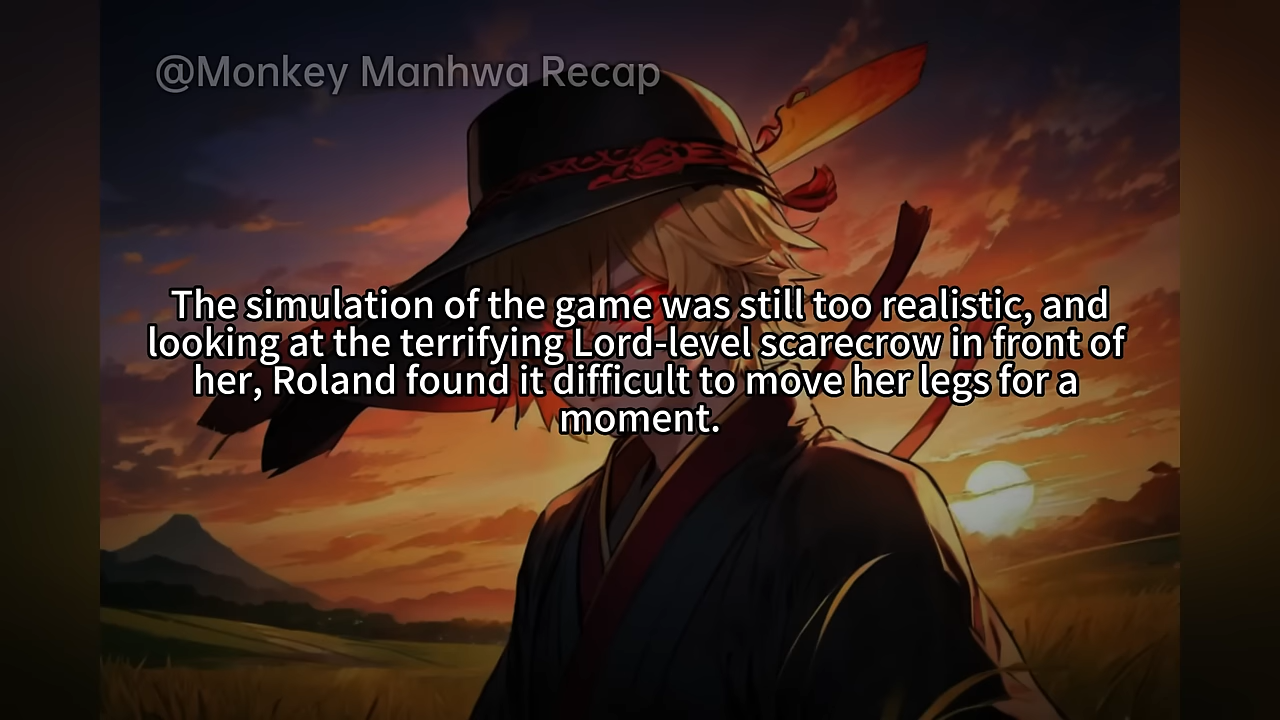 @Monkey Manhwa Recap
The simulation of the game was still too realistic, and
looking at the terrifying Lord-level scarecrow in front of
her, Roland found it difficult to move her legs for a
moment.